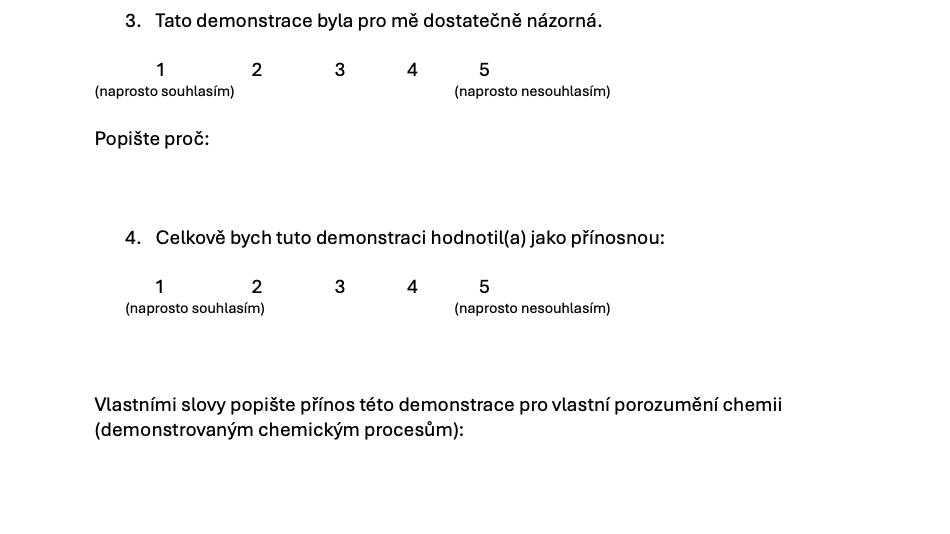 3. Tato demonstrace byla pro mě dostatečně názorná.
1 2 3 4 5
(naprosto souhlasím) (naprosto nesouhlasím)
Popište proč:
4. Celkově bych tuto demonstraci hodnotil(a) jako přínosnou:
1 2 3 4 5
(naprosto souhlasím) (naprosto nesouhlasím)
Vlastními slovy popište přínos této demonstrace pro vlastní porozumění chemii
(demonstrovaným chemickým procesům):